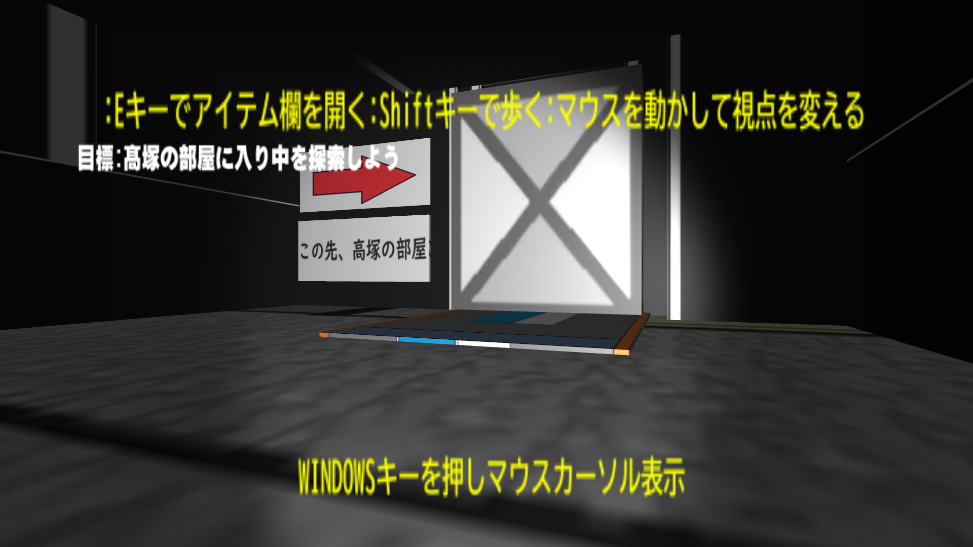 :Eキーでアイテム欄を開く:Shiftキーで歩く:マウスを動かして視点を変える
目標:髙塚の部屋に入り中を探索しよう
この先、高塚の部屋
WINDOWSキーを押しマウスカーソル表示